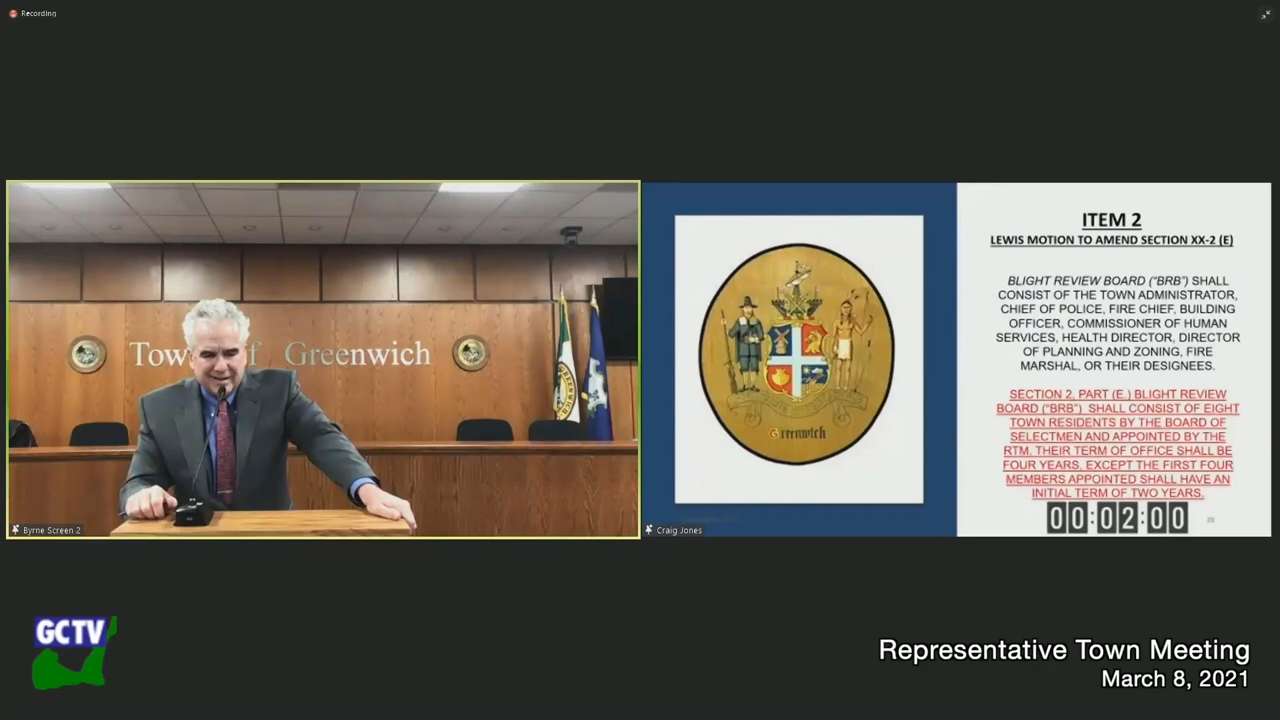 Recording
Town of Greenwich
Byrne Screen 2
Greenwich
Craig Jones
ITEM 2
LEWIS MOTION TO AMEND SECTION XX-2 (E)
BLIGHT REVIEW BOARD ("BRB") SHALL
CONSIST OF THE TOWN ADMINISTRATOR,
CHIEF OF POLICE, FIRE CHIEF, BUILDING
OFFICER, COMMISSIONER OF HUMAN
SERVICES, HEALTH DIRECTOR, DIRECTOR
OF PLANNING AND ZONING, FIRE
MARSHAL, OR THEIR DESIGNEES.
SECTION 2, PART (E.) BLIGHT REVIEW
BOARD ("BRB") SHALL CONSIST OF EIGHT
TOWN RESIDENTS BY THE BOARD OF
SELECTMEN AND APPOINTED BY THE
RTM. THEIR TERM OF OFFICE SHALL BE
FOUR YEARS, EXCEPT THE FIRST FOUR
MEMBERS APPOINTED SHALL HAVE AN
INITIAL TERM OF TWO YEARS.
00:02:00
GCTV
Representative Town Meeting
March 8, 2021